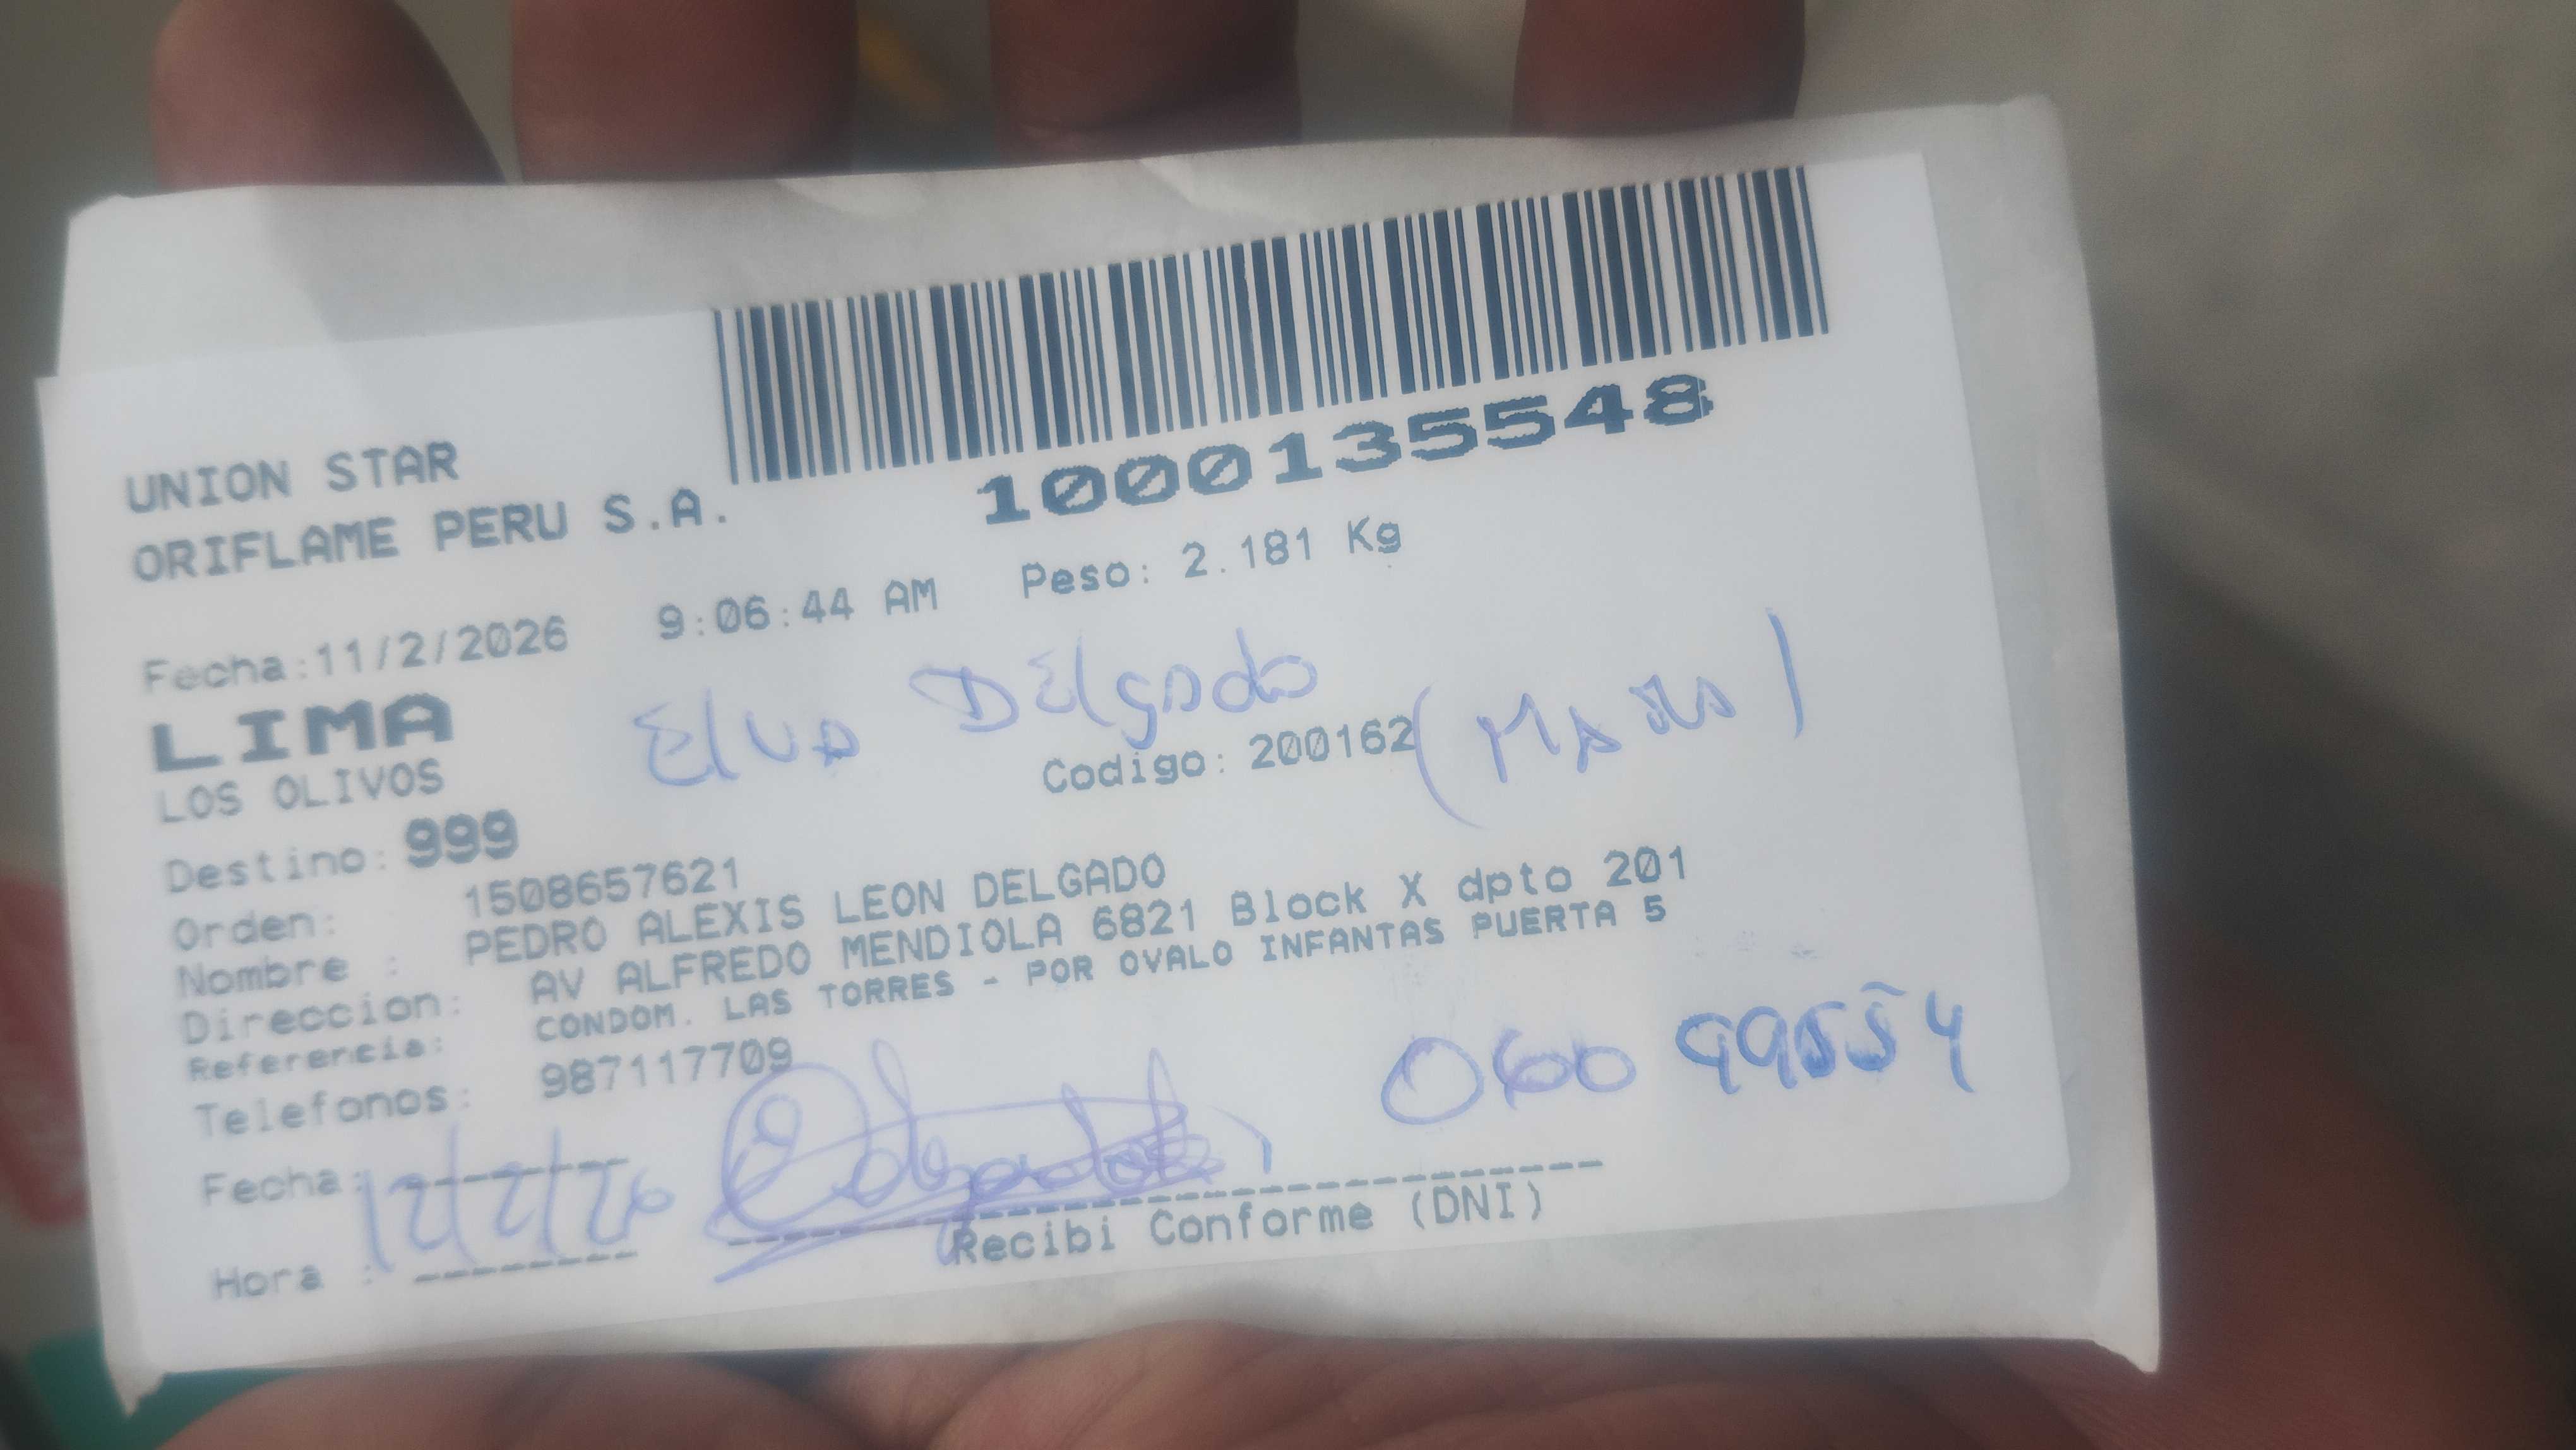 1000135548
UNION STAR
ORIFLAME PERU S.A.
Fecha:11/2/2026 9:06:44 AM Peso: 2.181 Kg
LIMA
Elva Delgado
LOS OLIVOS
Codigo: 200162
Destino: 999
Orden: 1508657621
Nombre : PEDRO ALEXIS LEON DELGADO
Direccion: AV ALFREDO MENDIOLA 6821 Block X dpto 201
Referencia: CONDOM. LAS TORRES - POR OVALO INFANTAS PUERTA 5
Telefonos: 987117709
Fecha: 12/2/26
Hora :
Recibi Conforme (DNI)